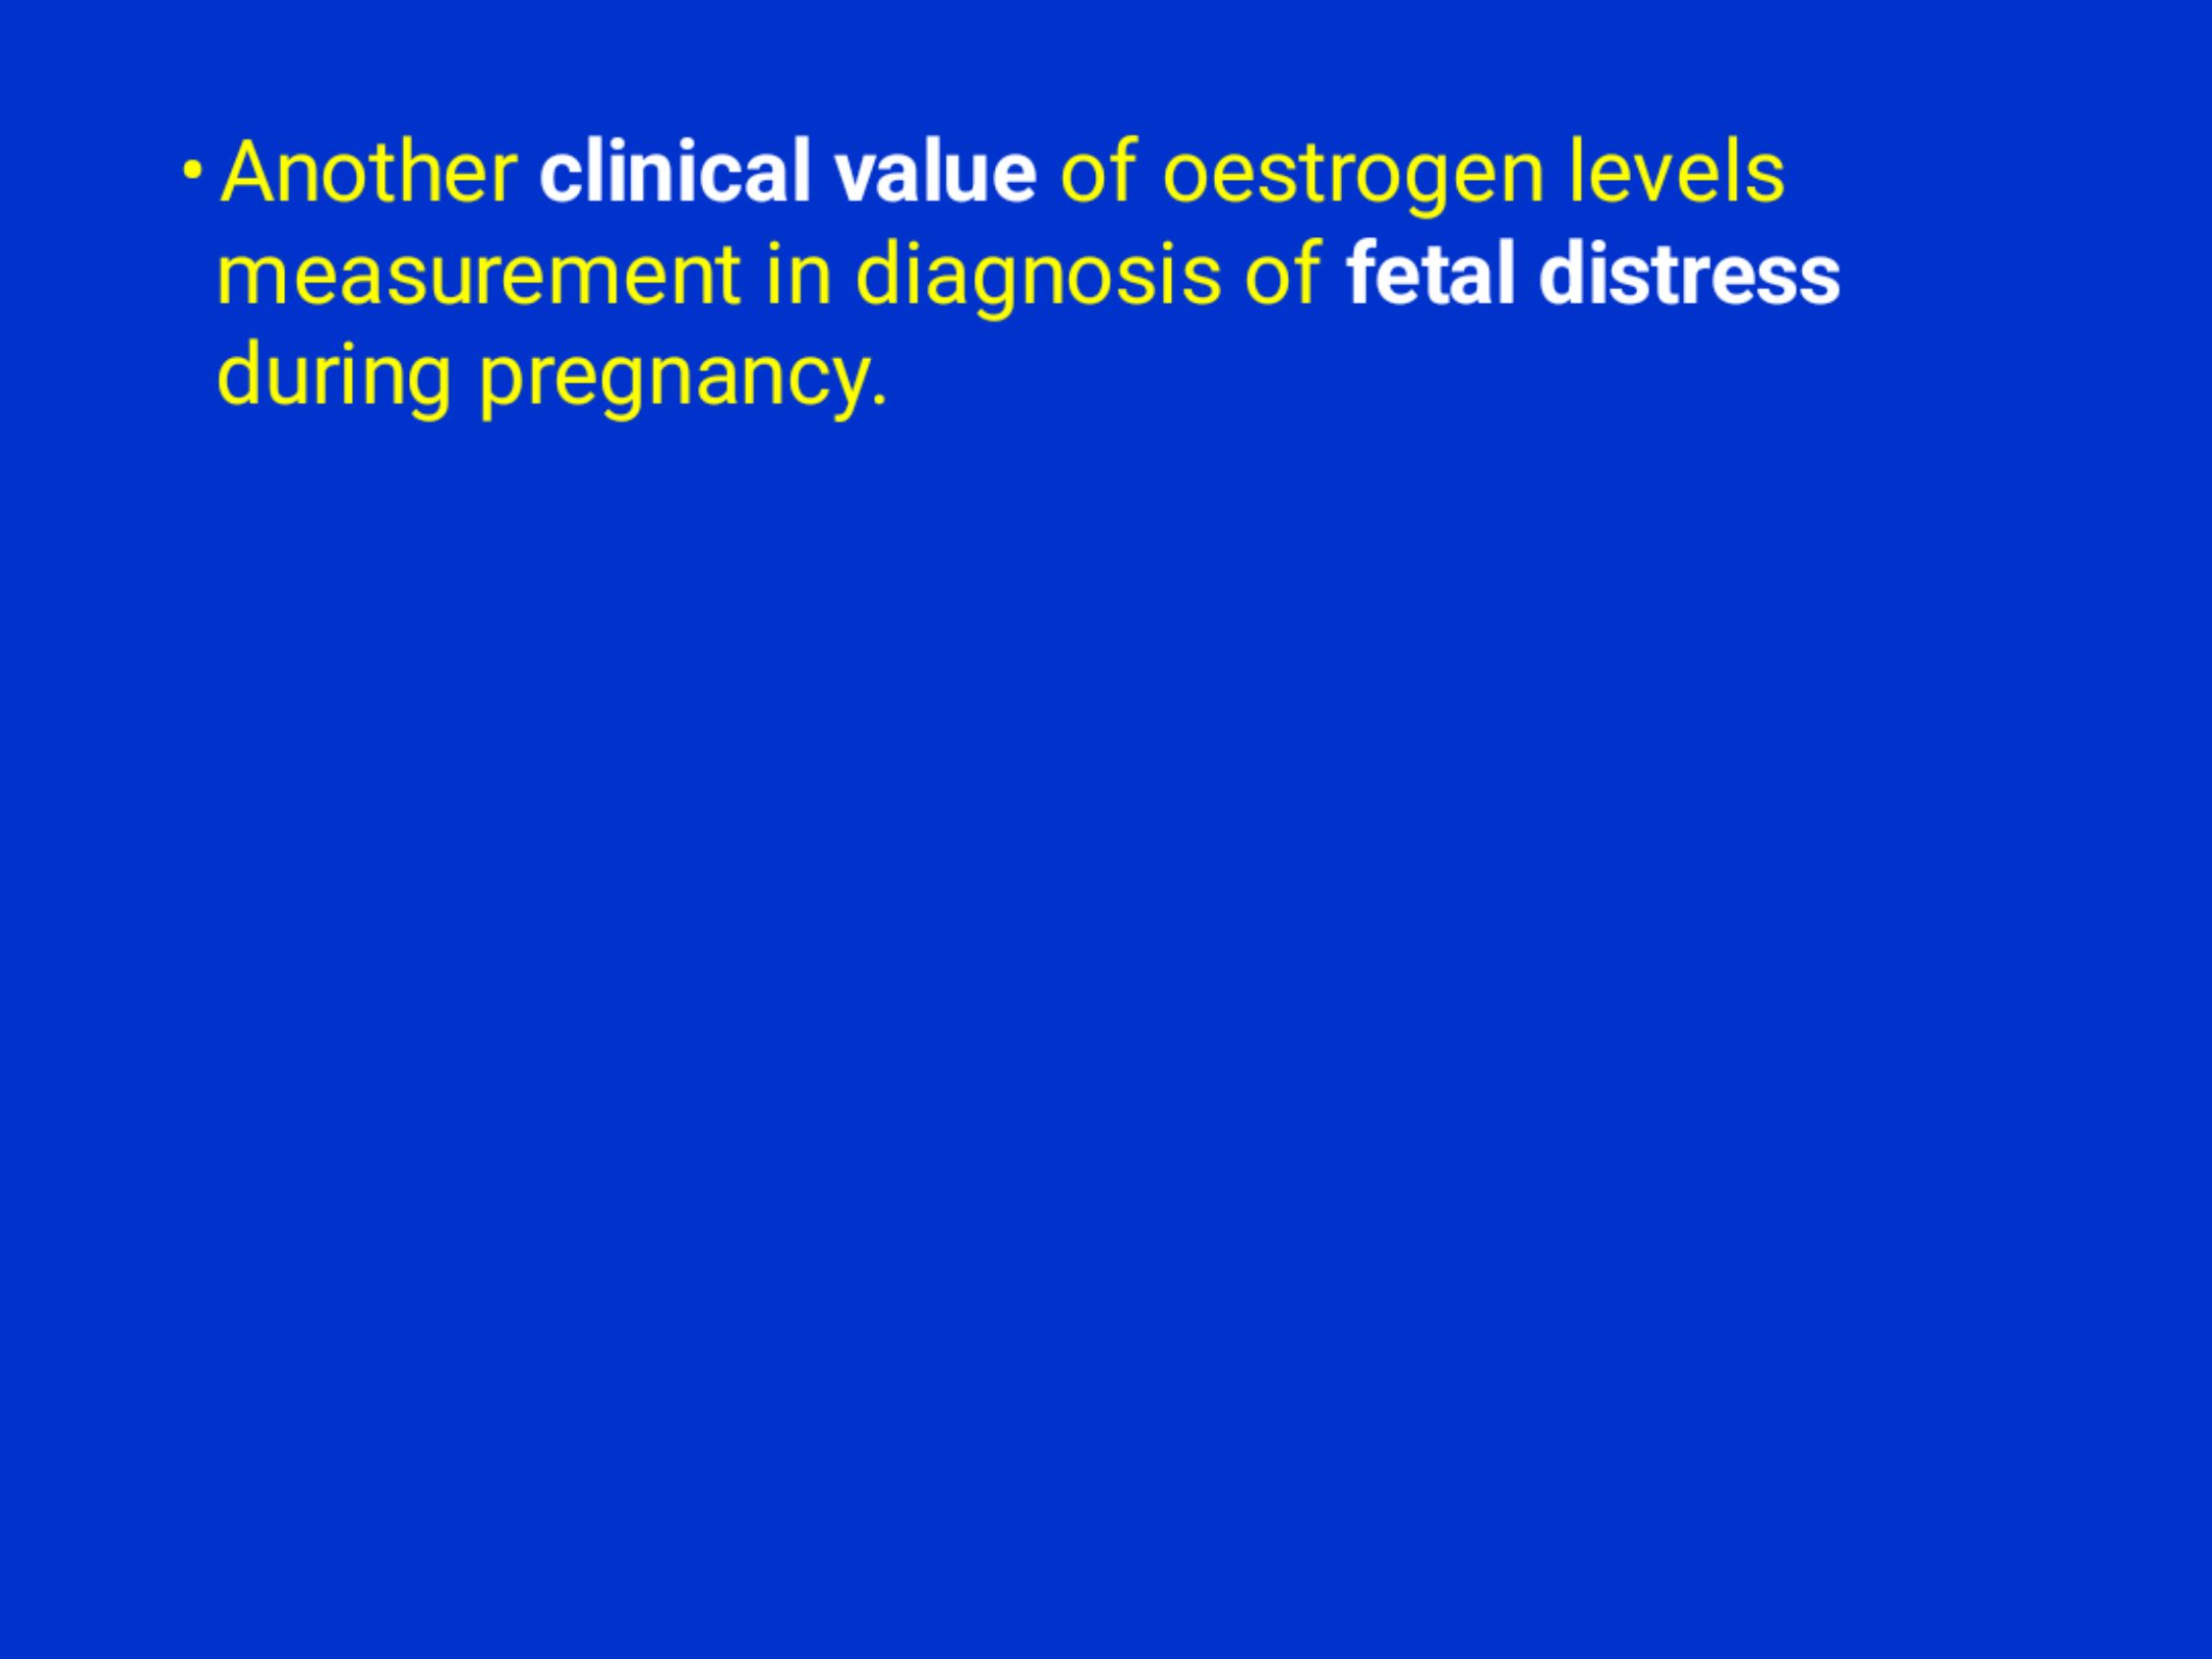 • Another clinical value of oestrogen levels
measurement in diagnosis of fetal distress
during pregnancy.